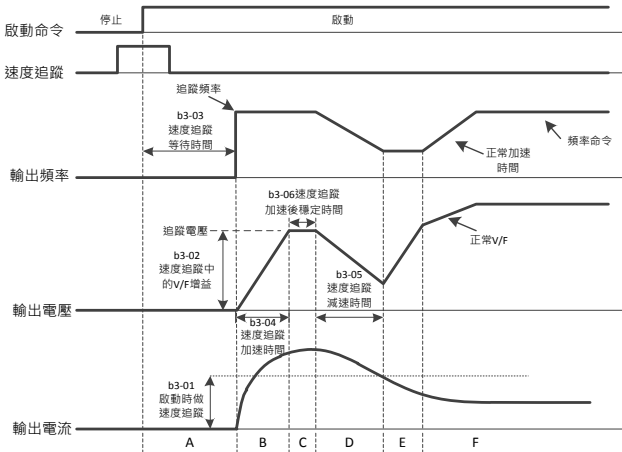 停止
啟動
啟動命令
速度追蹤
追蹤頻率
b3-03
速度追蹤
等待時間
頻率命令
正常加速
時間
輸出頻率
b3-06速度追蹤
加速後穩定時間
追蹤電壓
正常V/F
b3-02
速度追蹤中
的V/F增益
b3-05
速度追蹤
減速時間
輸出電壓
b3-04
速度追蹤
加速時間
b3-01
啟動時做
速度追蹤
輸出電流
A B C D E F